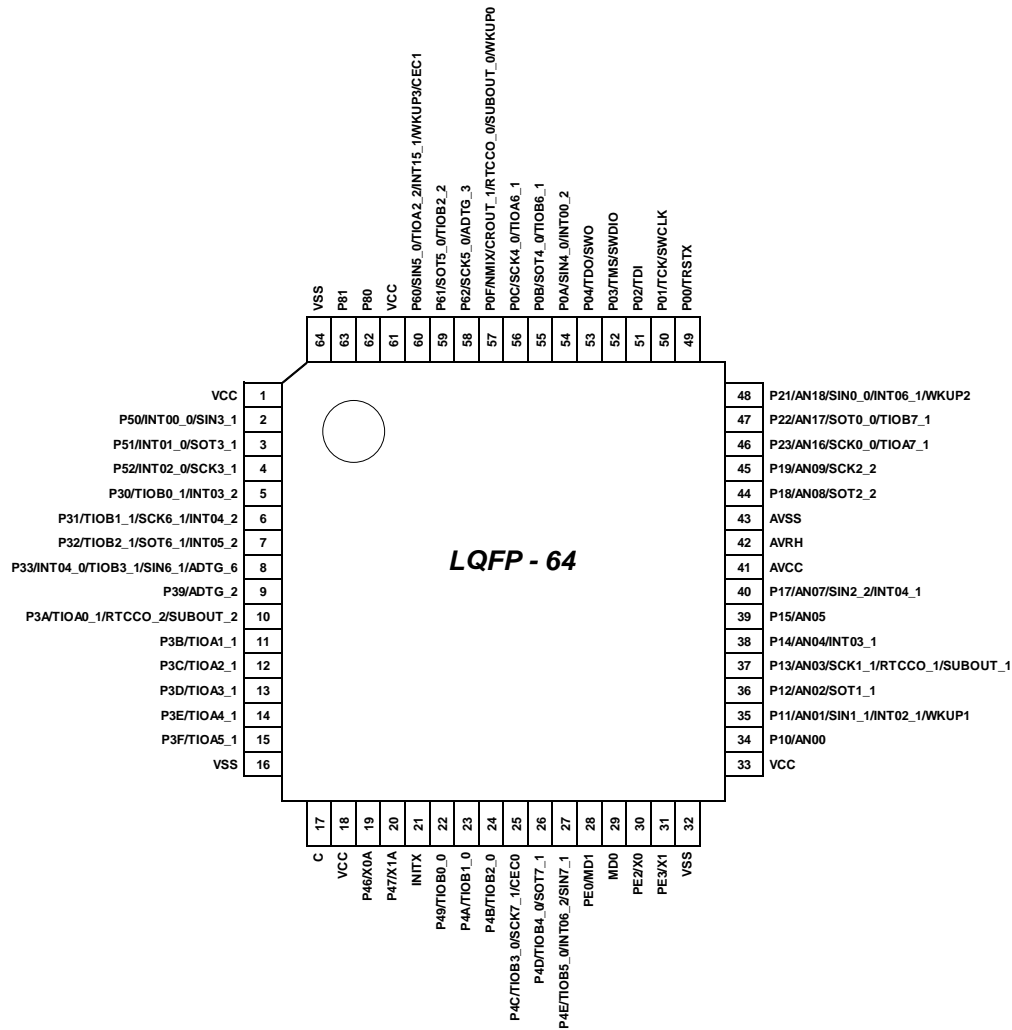 P60/SIN5_0/TIOA2_2/INT15_1/WKUP3/CEC1
P61/SOT5_0/TIOB2_2
P62/SCK5_0/ADTG_3
P0F/NMIX/CROUT_1/RTCCO_0/SUBOUT_0/WKUP0
P0C/SCK4_0/TIOA6_1
P0B/SOT4_0/TIOB6_1
P0A/SIN4_0/INT00_2
P04/TDO/SWO
P03/TMS/SWDIO
P02/TDI
P01/TCK/SWCLK
P00/TRSTX
VSS
P81
P80
VCC
64 63 62 61 60 59 58 57 56 55 54 53 52 51 50 49
VCC 1
P50/INT00_0/SIN3_1 2
P51/INT01_0/SOT3_1 3
P52/INT02_0/SCK3_1 4
P30/TIOB0_1/INT03_2 5
P31/TIOB1_1/SCK6_1/INT04_2 6
P32/TIOB2_1/SOT6_1/INT05_2 7
P33/INT04_0/TIOB3_1/SIN6_1/ADTG_6 8
P39/ADTG_2 9
P3A/TIOA0_1/RTCCO_2/SUBOUT_2 10
P3B/TIOA1_1 11
P3C/TIOA2_1 12
P3D/TIOA3_1 13
P3E/TIOA4_1 14
P3F/TIOA5_1 15
VSS 16
LQFP - 64
48 P21/AN18/SIN0_0/INT06_1/WKUP2
47 P22/AN17/SOT0_0/TIOB7_1
46 P23/AN16/SCK0_0/TIOA7_1
45 P19/AN09/SCK2_2
44 P18/AN08/SOT2_2
43 AVSS
42 AVRH
41 AVCC
40 P17/AN07/SIN2_2/INT04_1
39 P15/AN05
38 P14/AN04/INT03_1
37 P13/AN03/SCK1_1/RTCCO_1/SUBOUT_1
36 P12/AN02/SOT1_1
35 P11/AN01/SIN1_1/INT02_1/WKUP1
34 P10/AN00
33 VCC
17 18 19 20 21 22 23 24 25 26 27 28 29 30 31 32
C
VCC
P46/X0A
P47/X1A
INITX
P49/TIOB0_0
P4A/TIOB1_0
P4B/TIOB2_0
P4C/TIOB3_0/SCK7_1/CEC0
P4D/TIOB4_0/SOT7_1
P4E/TIOB5_0/INT06_2/SIN7_1
PE0/MD1
MD0
PE2/X0
PE3/X1
VSS